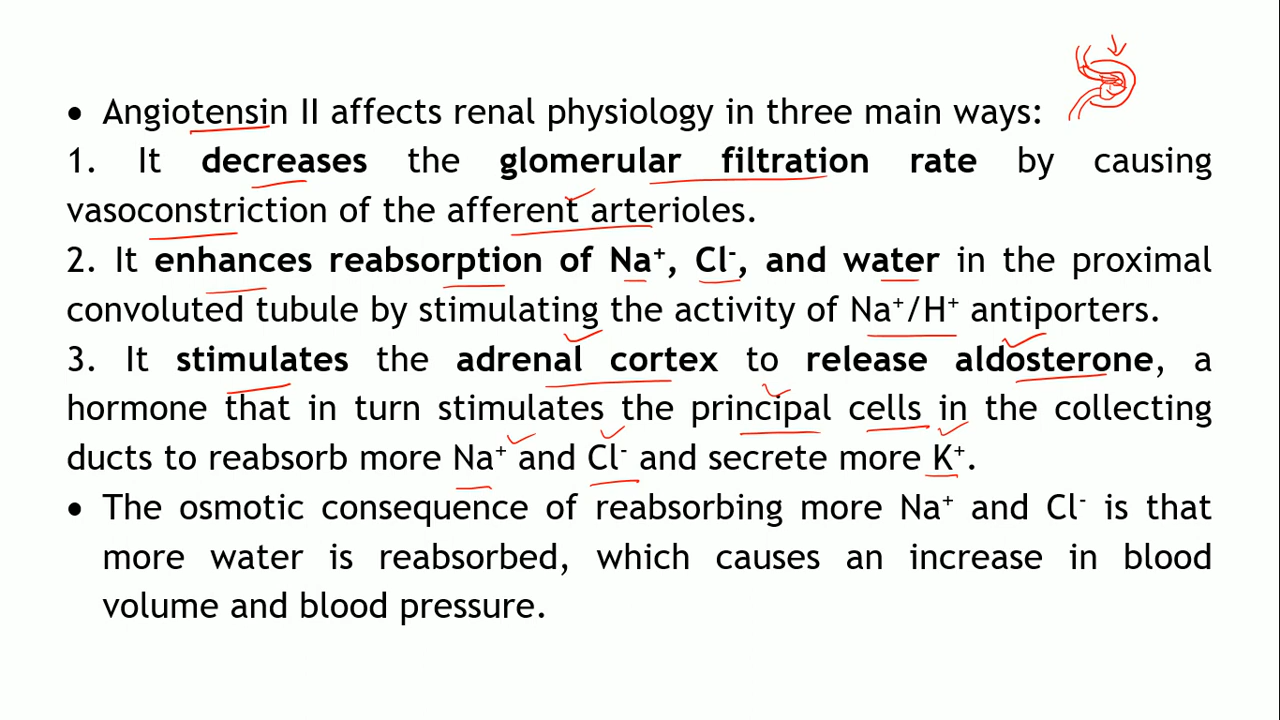 • Angiotensin II affects renal physiology in three main ways:
1. It decreases the glomerular filtration rate by causing
vasoconstriction of the afferent arterioles.
2. It enhances reabsorption of Na⁺, Cl⁻, and water in the proximal
convoluted tubule by stimulating the activity of Na⁺/H⁺ antiporters.
3. It stimulates the adrenal cortex to release aldosterone, a
hormone that in turn stimulates the principal cells in the collecting
ducts to reabsorb more Na⁺ and Cl⁻ and secrete more K⁺.
• The osmotic consequence of reabsorbing more Na⁺ and Cl⁻ is that
more water is reabsorbed, which causes an increase in blood
volume and blood pressure.